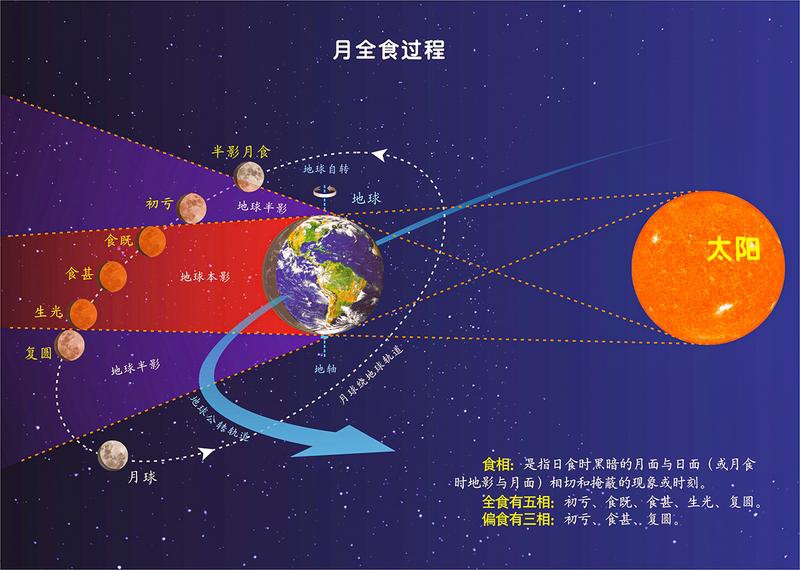 月全食过程
半影月食
地球自转
初亏
地球半影
地球
食既
太阳
食甚
地球本影
生光
复圆
地球半影
地轴
月球绕地球轨道
地球公转轨道
月球
食相：是指日食时黑暗的月面与日面（或月食
时地影与月面）相切和掩蔽的现象或时刻。
全食有五相：初亏、食既、食甚、生光、复圆。
偏食有三相：初亏、食甚、复圆。